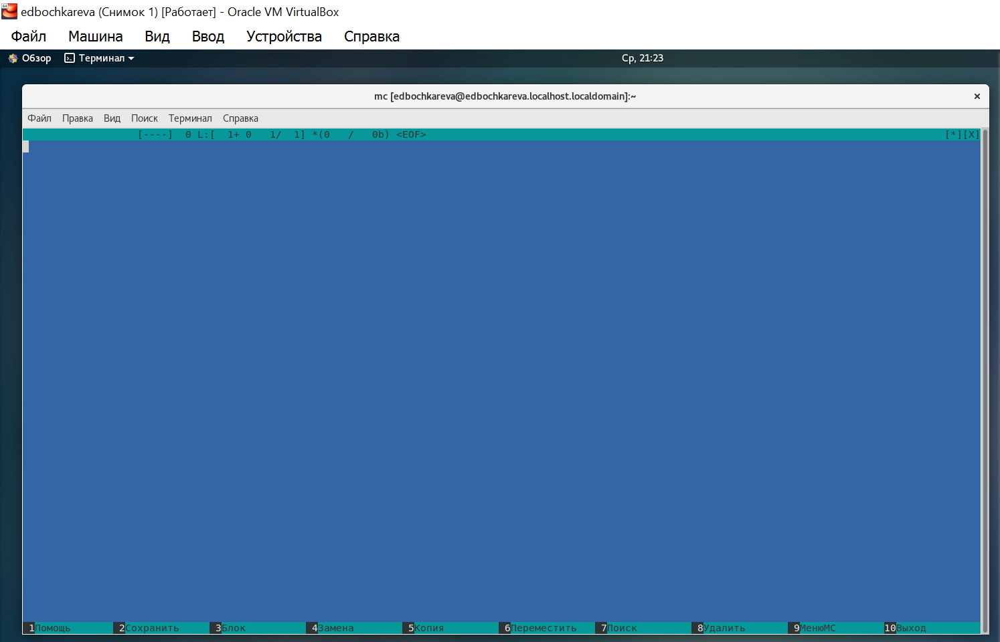 edbochkareva (Снимок 1) [Работает] - Oracle VM VirtualBox
Файл Машина Вид Ввод Устройства Справка
Обзор Терминал Ср, 21:23
mc [edbochkareva@edbochkareva.localhost.localdomain]:~ ×
Файл Правка Вид Поиск Терминал Справка
[----]  0 L:[  1+ 0   1/  1] *(0   /   0b) <EOF> [*][X]
1Помощь 2Сохранить 3Блок 4Замена 5Копия 6Переместить 7Поиск 8Удалить 9МенюMC 10Выход